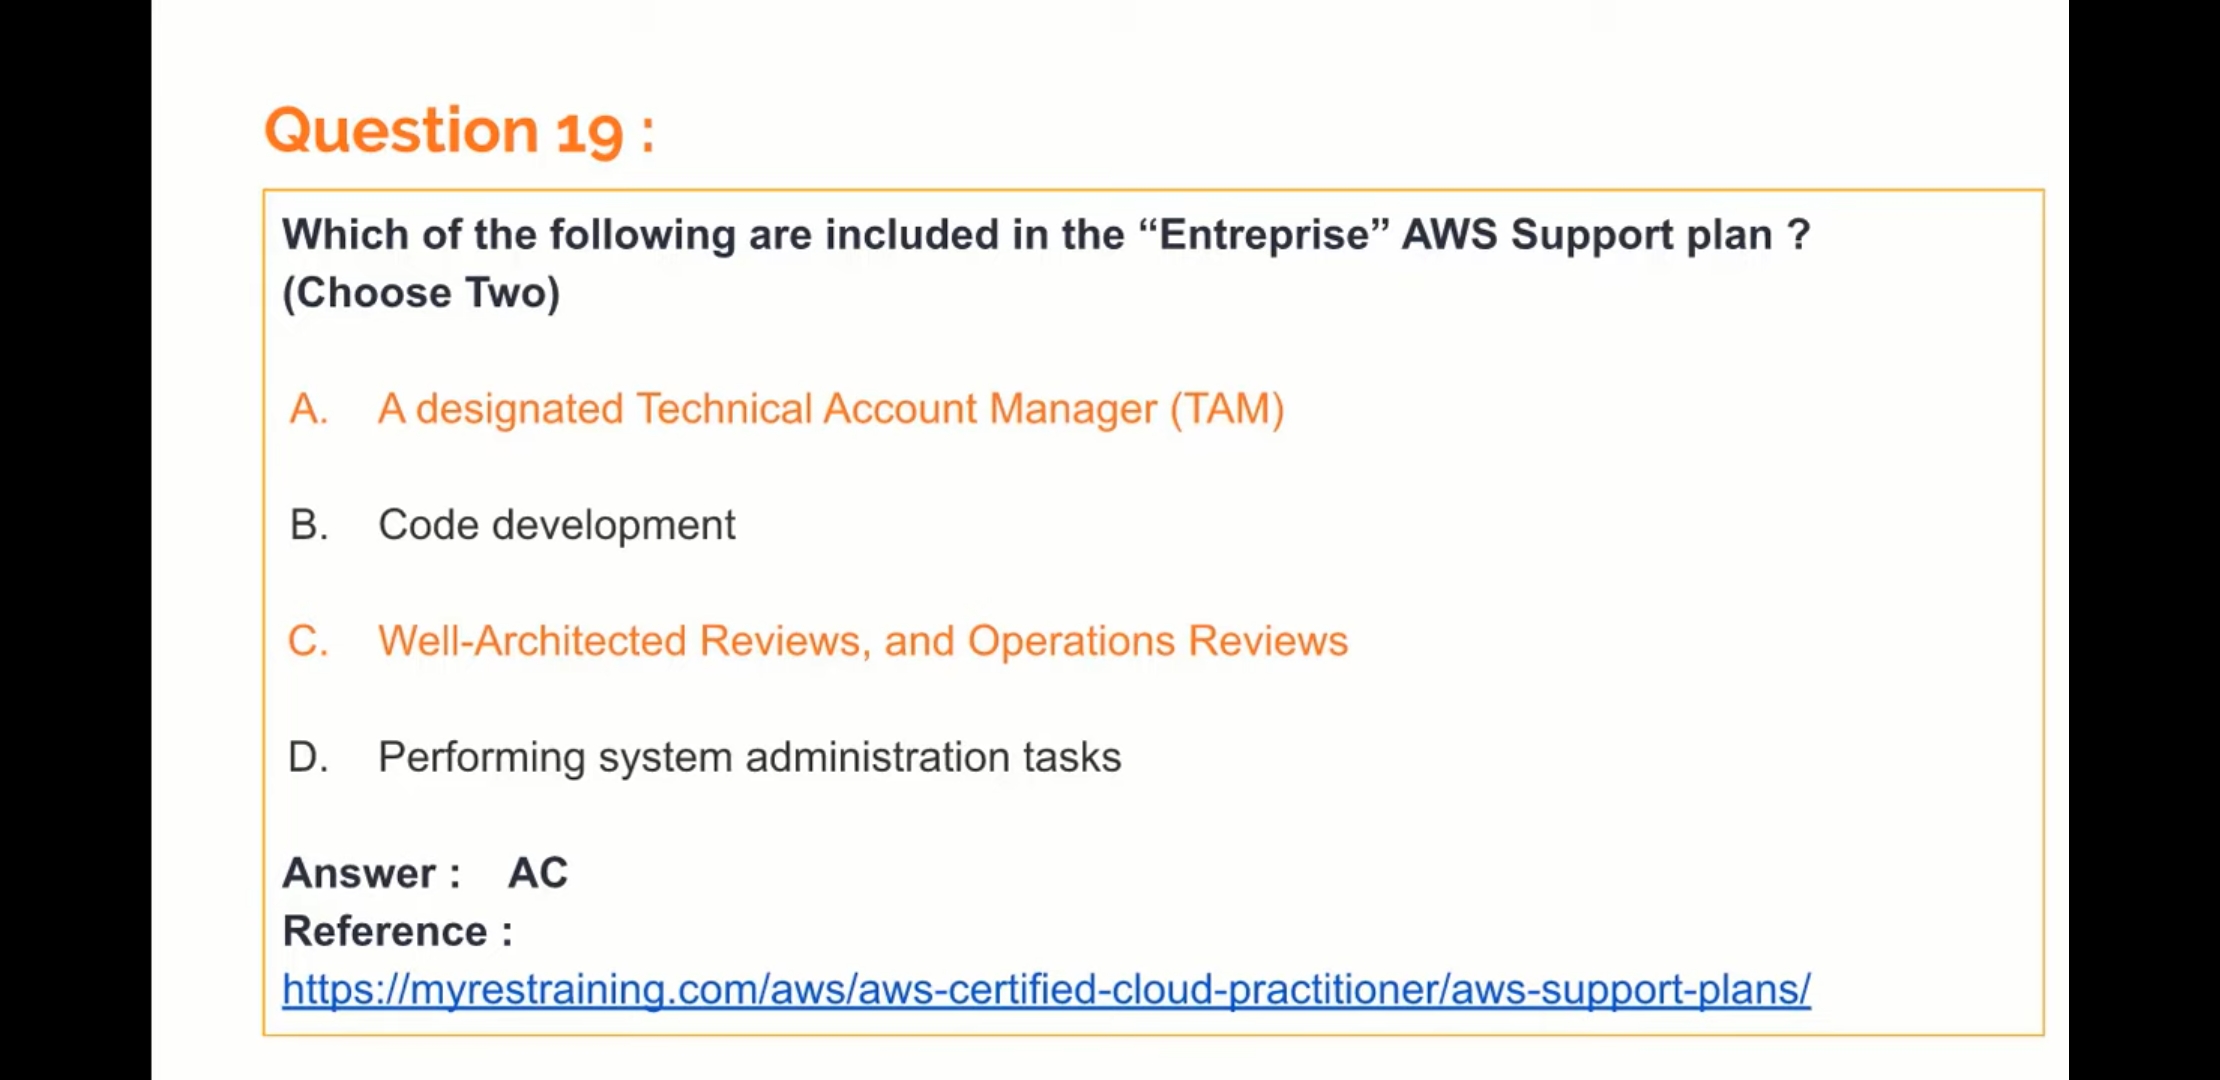 Question 19 :
Which of the following are included in the “Entreprise” AWS Support plan ?
(Choose Two)
A. A designated Technical Account Manager (TAM)
B. Code development
C. Well-Architected Reviews, and Operations Reviews
D. Performing system administration tasks
Answer : AC
Reference :
https://myrestraining.com/aws/aws-certified-cloud-practitioner/aws-support-plans/